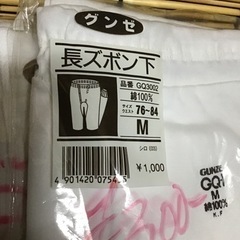 グンゼ
長ズボン下
品番 GQ3002
綿100%
サイズ
ウエスト 76~84
M
シロ
¥1,000
GUNZE
M
綿100%
300-